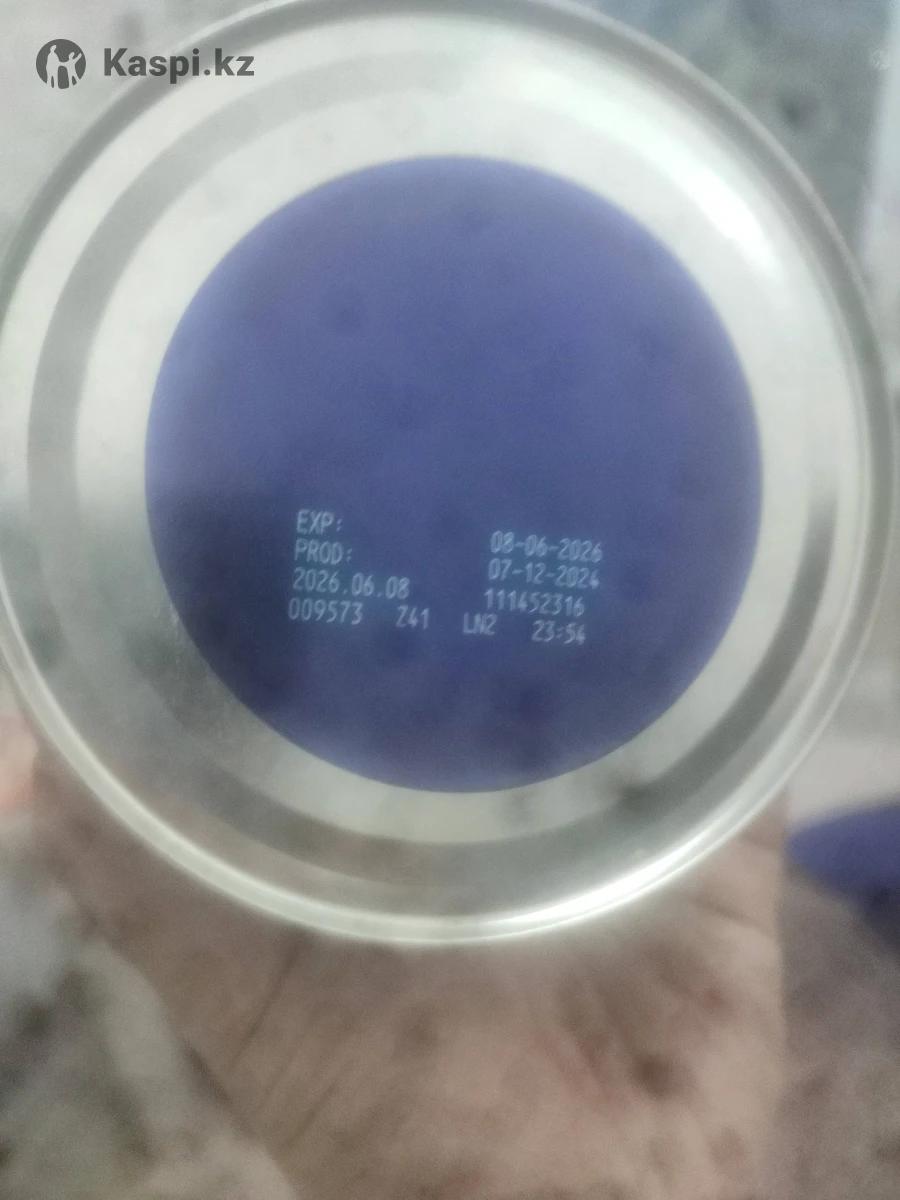 Kaspi.kz
EXP: 08-06-2026
PROD: 07-12-2024
2026.06.08 111452316
009573 Z41 LN2 23:54